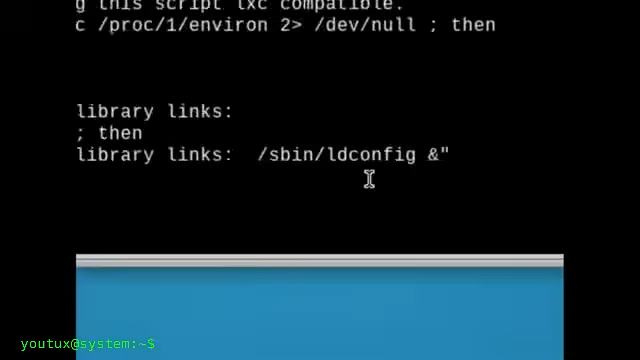 g this script lxc compatible.
c /proc/1/environ 2> /dev/null ; then
library links:
; then
library links:  /sbin/ldconfig &"
youtux@system:~$